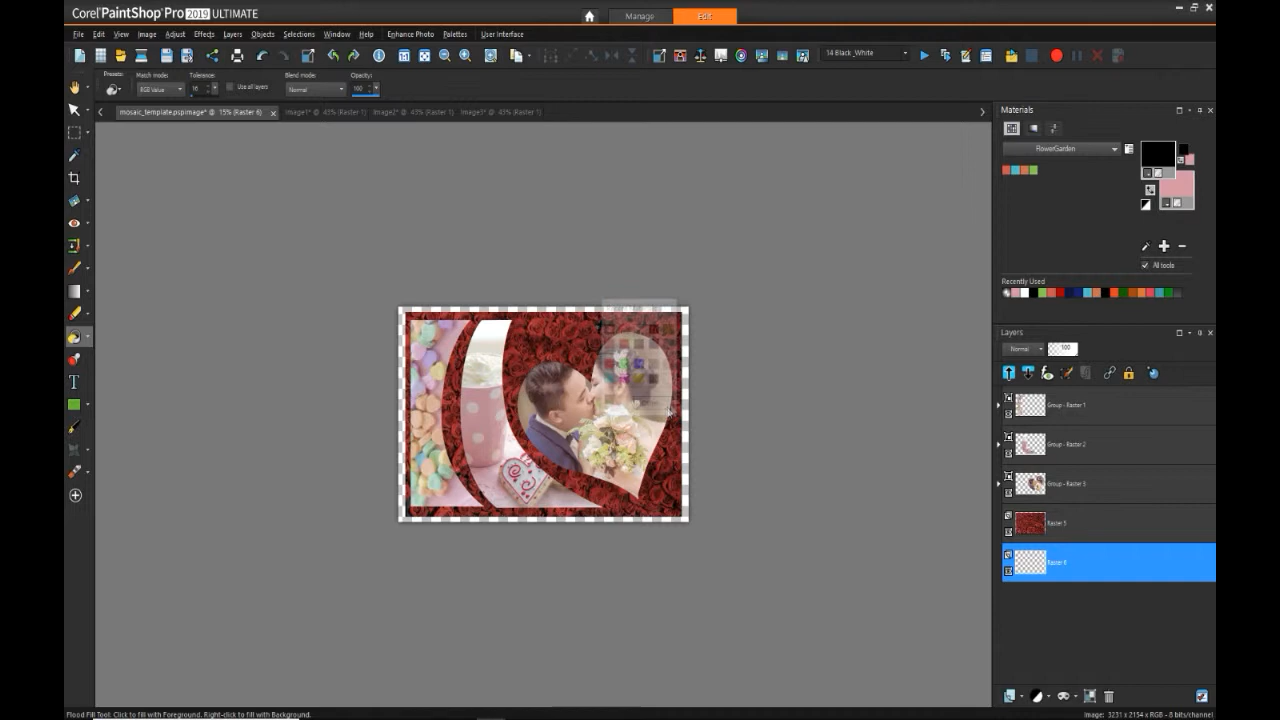 Corel PaintShop Pro 2019 ULTIMATE
Manage
Edit
File Edit View Image Adjust Effects Layers Objects Selections Window Help Enhance Photo Palettes User Interface
14 Black_White
Presets:
Match mode:
Tolerance:
Blend mode:
Opacity:
RGB Value
Use all layers
Normal
100
mosaic_template.pspimage* @ 15% (Raster 6)
Image1* @ 45% (Raster 1)
Image2* @ 45% (Raster 1)
Image3* @ 45% (Raster 1)
Materials
FlowerGarden
All tools
Recently Used
Layers
Normal
100
Group - Raster 1
Group - Raster 2
Group - Raster 3
Raster 5
Raster 6
Flood Fill Tool: Click to fill with Foreground. Right-click to fill with Background.
Image: 3231 x 2154 x RGB - 8 bits/channel